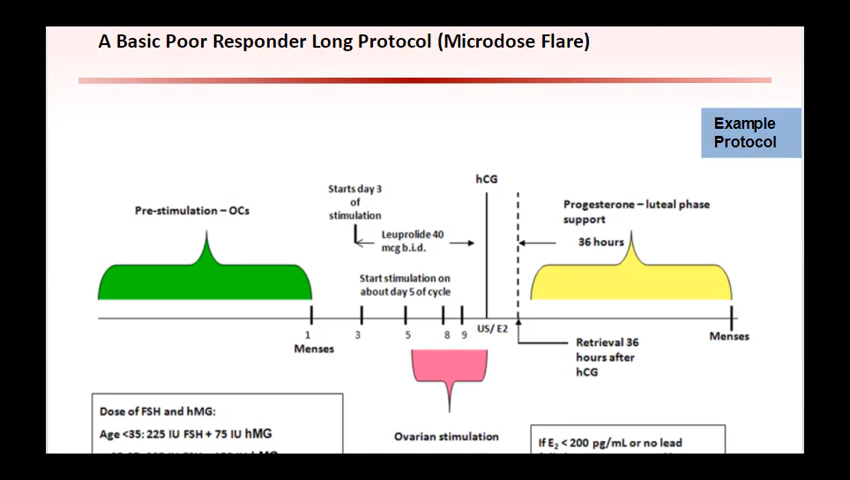 A Basic Poor Responder Long Protocol (Microdose Flare)
Example
Protocol
hCG
Starts day 3
of
stimulation
Pre-stimulation – OCs
Progesterone – luteal phase
support
Leuprolide 40
mcg b.i.d.
36 hours
Start stimulation on
about day 5 of cycle
1
3
5
8
9
US/ E2
Menses
Menses
Retrieval 36
hours after
hCG
Ovarian stimulation
Dose of FSH and hMG:
Age <35: 225 IU FSH + 75 IU hMG
If E₂ < 200 pg/mL or no lead